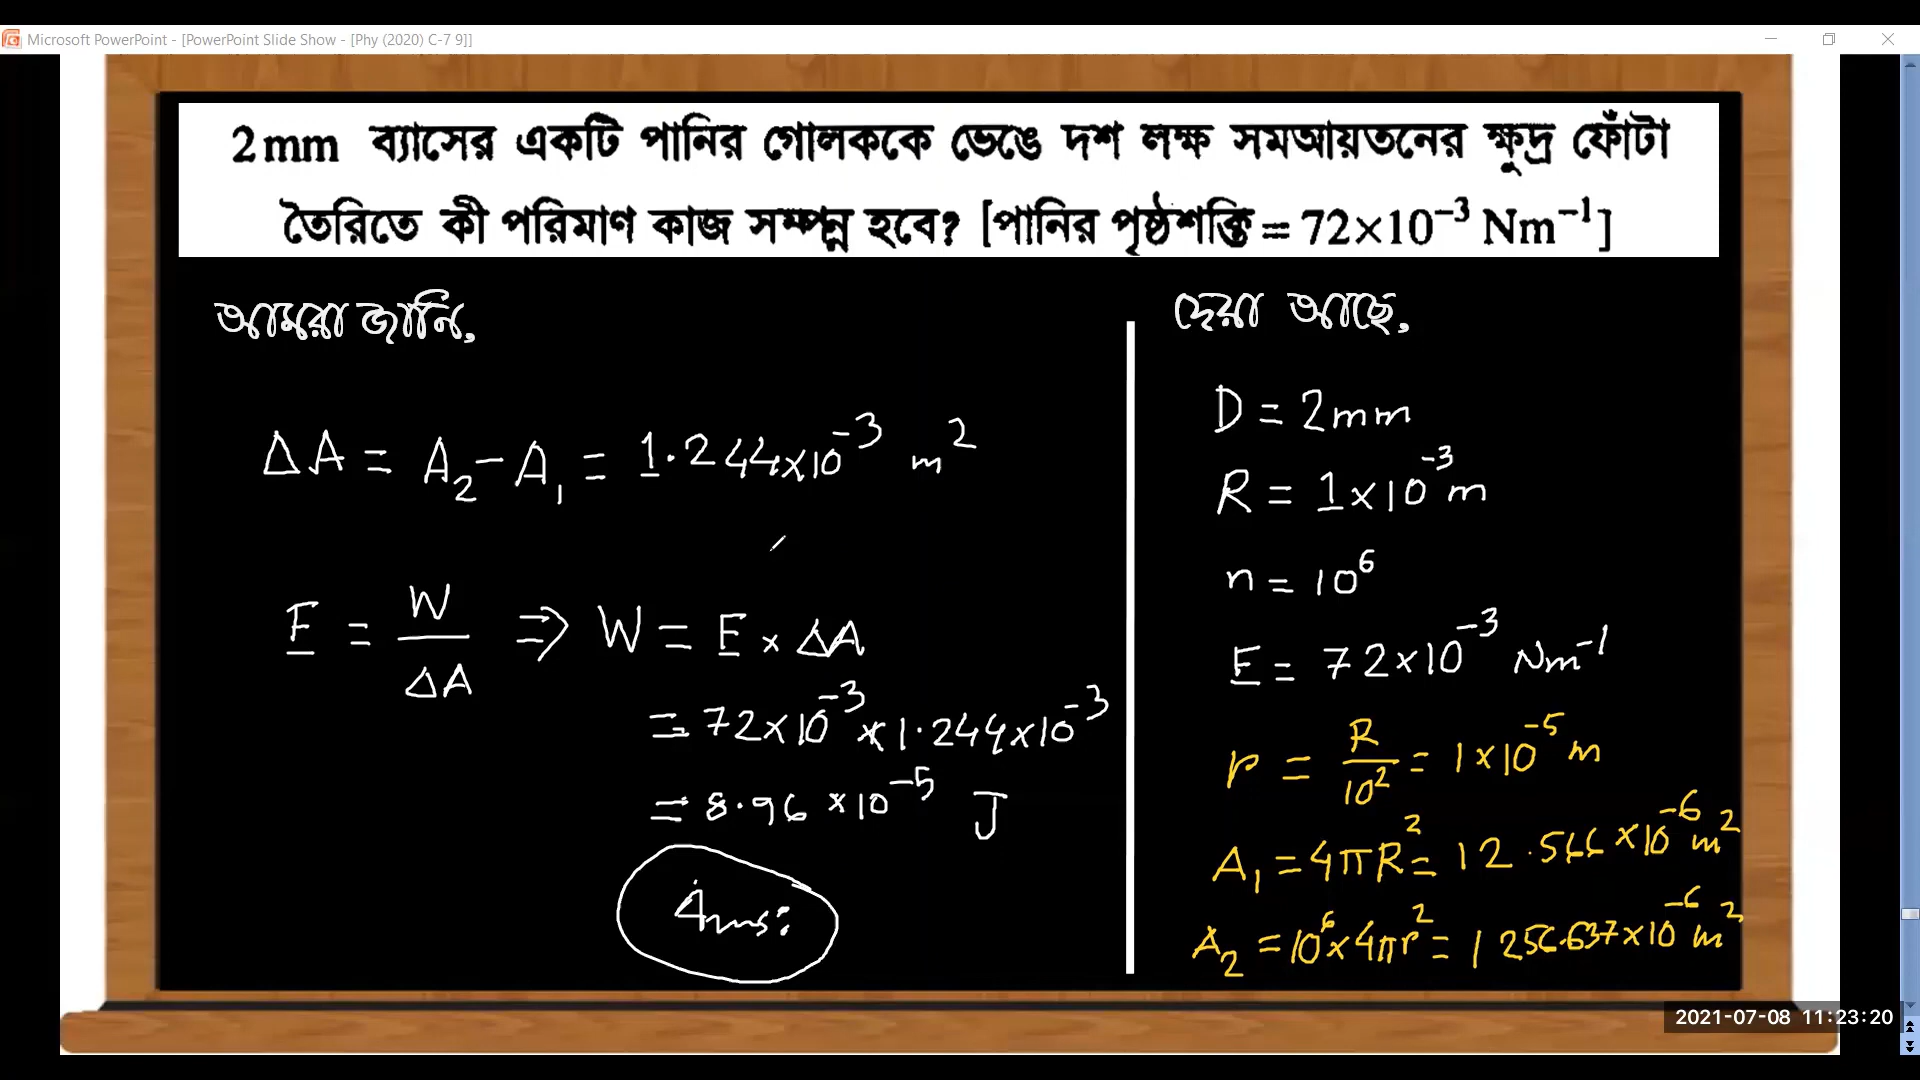 Microsoft PowerPoint - [PowerPoint Slide Show - [Phy (2020) C-7 9]]
2mm ব্যাসের একটি পানির গোলককে ভেঙে দশ লক্ষ সমআয়তনের ক্ষুদ্র ফোঁটা
তৈরিতে কী পরিমাণ কাজ সম্পন্ন হবে? [পানির পৃষ্ঠশক্তি = 72×10⁻³ Nm⁻¹]
আমরা জানি,
ΔA = A₂ − A₁ = 1.244×10⁻³ m²
E = W/ΔA ⇒ W = E × ΔA
= 72×10⁻³ × 1.244×10⁻³
= 8.96 ×10⁻⁵ J
Ans:
দেয়া আছে,
D = 2mm
R = 1×10⁻³ m
n = 10⁶
E = 72×10⁻³ Nm⁻¹
r = R/10² = 1×10⁻⁵ m
A₁ = 4πR² = 12.566×10⁻⁶ m²
A₂ = 10⁶×4πr² = 1256.637×10⁻⁶ m²
2021-07-08 11:23:20